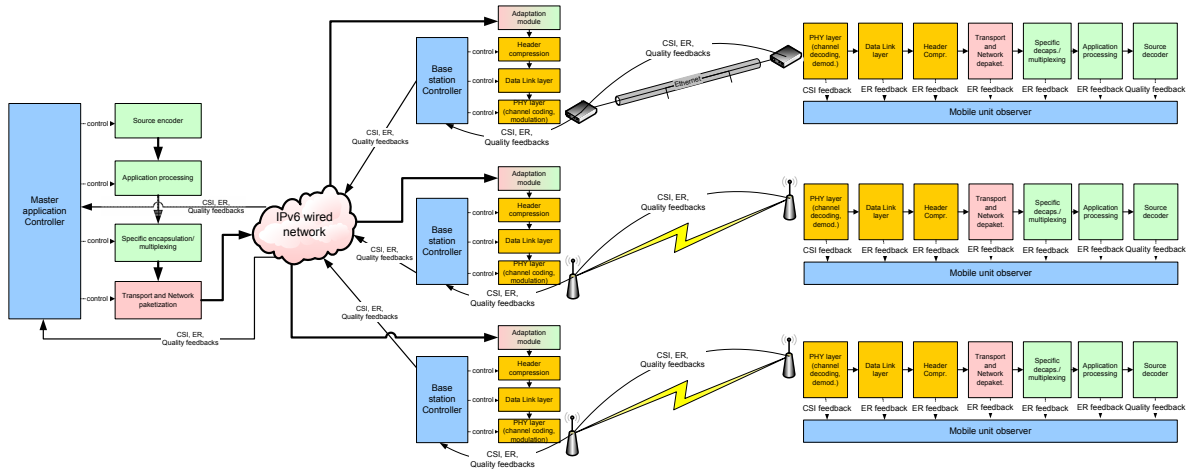 Master
application
Controller
control
Source encoder
control
Application processing
CSI, ER,
Quality feedbacks
control
Specific encapsulation/
multiplexing
control
Transport and Network
paketization
CSI, ER,
Quality feedbacks
IPv6 wired
network
CSI, ER,
Quality feedbacks
CSI, ER,
Quality feedbacks
CSI, ER,
Quality feedbacks
Adaptation
module
Base
station
Controller
control
Header
compression
control
Data Link layer
control
PHY layer
(channel coding,
modulation)
CSI, ER,
Quality feedbacks
CSI, ER,
Quality feedbacks
Ethernet
PHY layer
(channel
decoding,
demod.)
Data Link
layer
Header
Compr.
Transport
and
Network
depaket.
Specific
decaps./
multiplexing
Application
processing
Source
decoder
CSI feedback
ER feedback
ER feedback
ER feedback
ER feedback
ER feedback
Quality feedback
Mobile unit observer
Adaptation
module
Base
station
Controller
control
Header
compression
control
Data Link layer
control
PHY layer
(channel coding,
modulation)
CSI, ER,
Quality feedbacks
CSI, ER,
Quality feedbacks
PHY layer
(channel
decoding,
demod.)
Data Link
layer
Header
Compr.
Transport
and
Network
depaket.
Specific
decaps./
multiplexing
Application
processing
Source
decoder
CSI feedback
ER feedback
ER feedback
ER feedback
ER feedback
ER feedback
Quality feedback
Mobile unit observer
Adaptation
module
Base
station
Controller
control
Header
compression
control
Data Link layer
control
PHY layer
(channel coding,
modulation)
CSI, ER,
Quality feedbacks
CSI, ER,
Quality feedbacks
PHY layer
(channel
decoding,
demod.)
Data Link
layer
Header
Compr.
Transport
and
Network
depaket.
Specific
decaps./
multiplexing
Application
processing
Source
decoder
CSI feedback
ER feedback
ER feedback
ER feedback
ER feedback
ER feedback
Quality feedback
Mobile unit observer